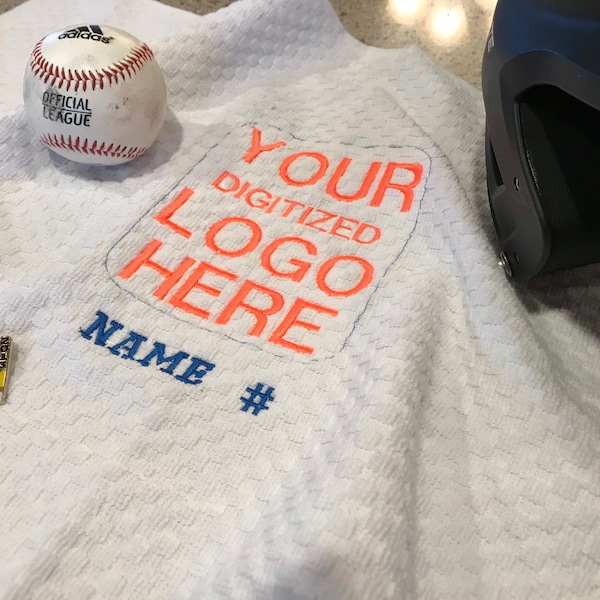 adidas
OFFICIAL
LEAGUE
YOUR
DIGITIZED
LOGO
HERE
NAME #